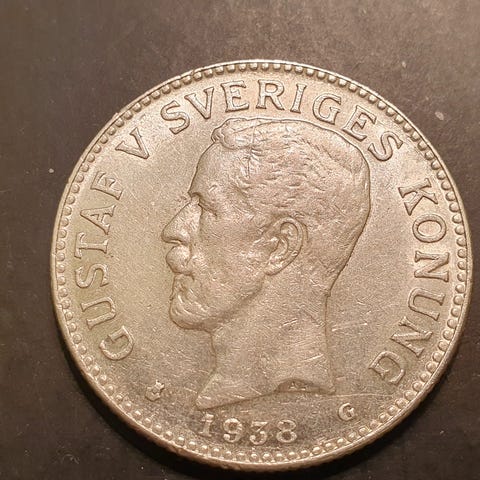 GUSTAF V SVERIGES KONUNG
1938 G